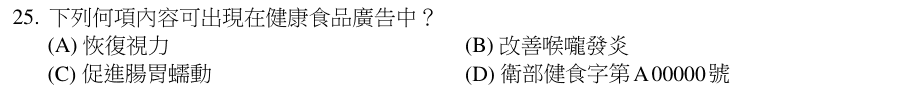 25. 下列何項內容可出現在健康食品廣告中？
(A) 恢復視力 (B) 改善喉嚨發炎
(C) 促進腸胃蠕動 (D) 衛部健食字第A00000號